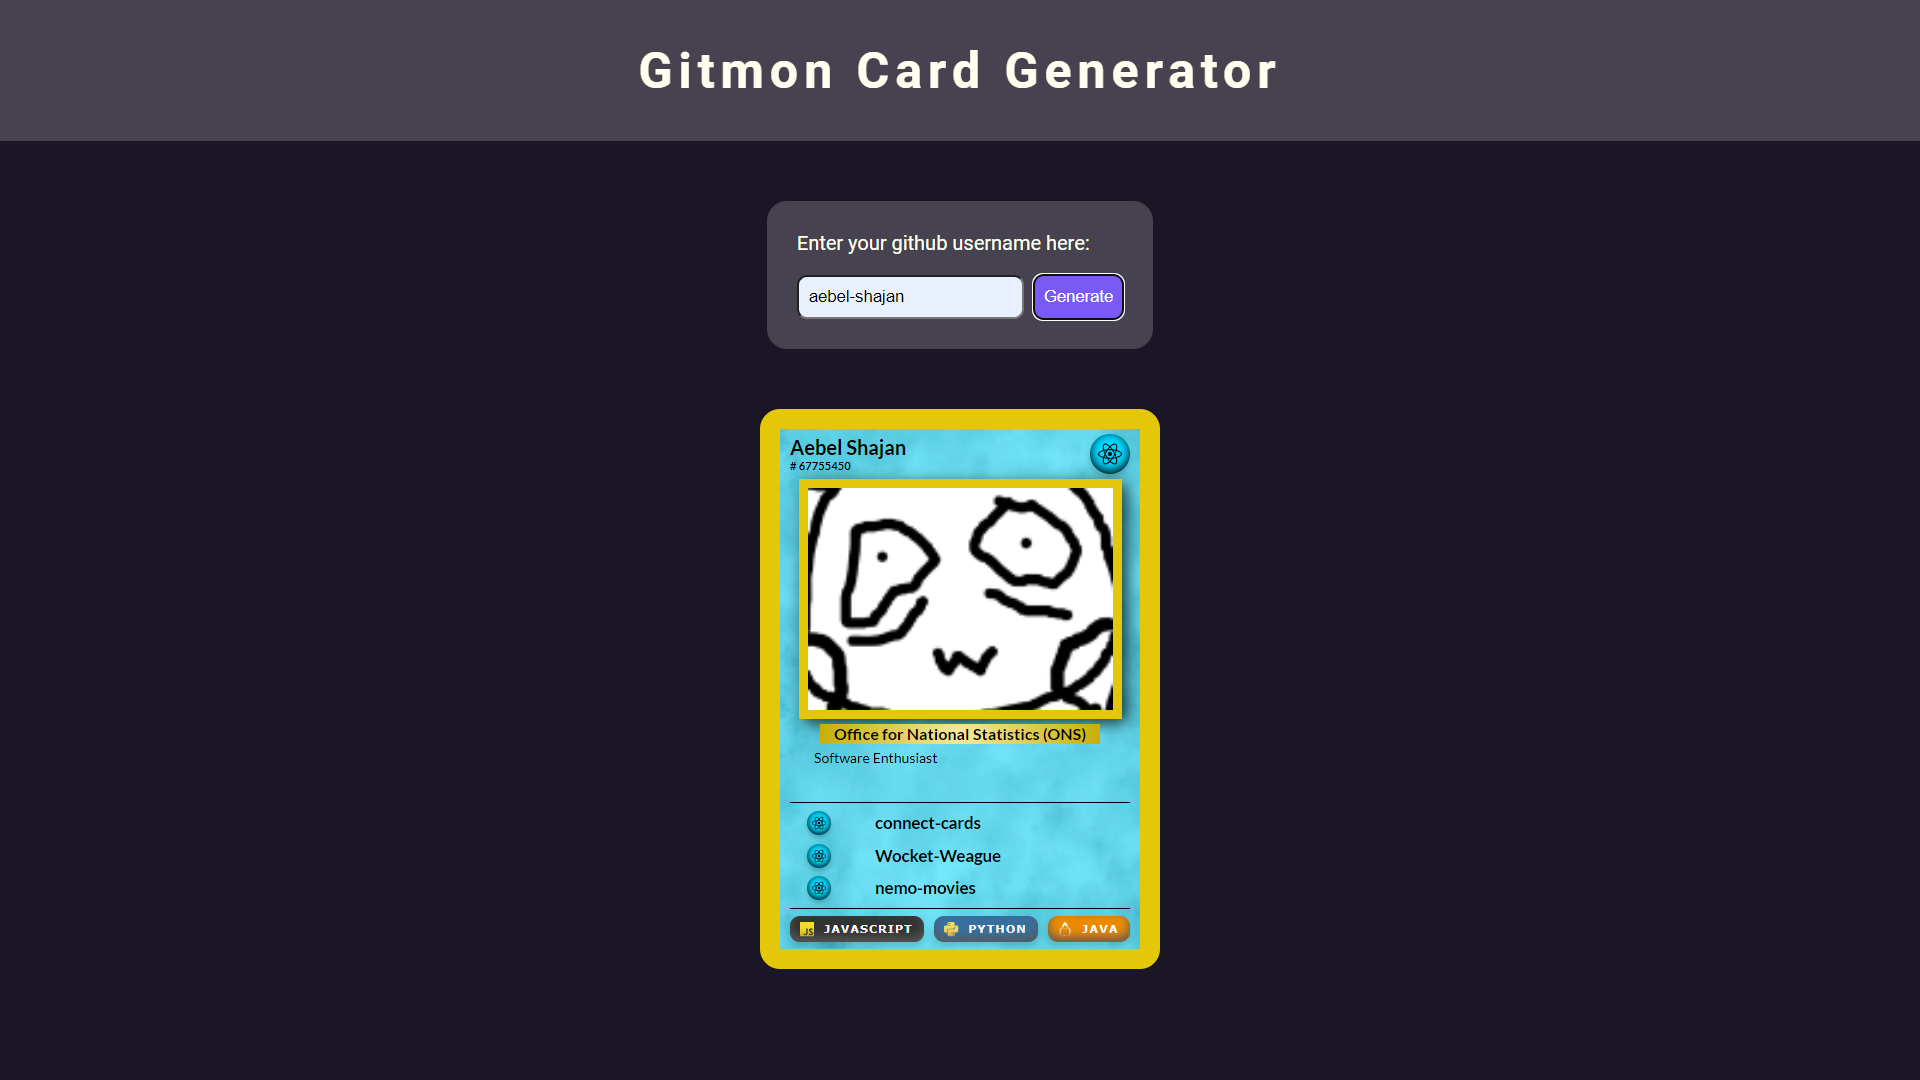 Gitmon Card Generator
Enter your github username here:
aebel-shajan
Generate
Aebel Shajan
# 67755450
Office for National Statistics (ONS)
Software Enthusiast
connect-cards
Wocket-Weague
nemo-movies
JS JAVASCRIPT PYTHON JAVA